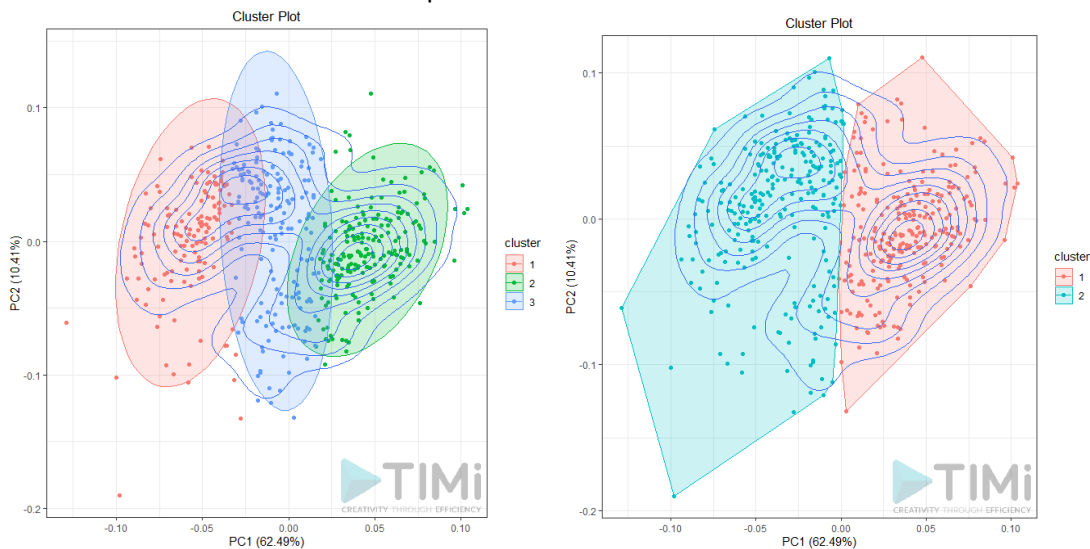 Cluster Plot
0.1
0.0
-0.1
-0.2
PC2 (10.41%)
-0.10
-0.05
0.00
0.05
0.10
PC1 (62.49%)
cluster
1
2
3
TIMi
CREATIVITY THROUGH EFFICIENCY
Cluster Plot
0.1
0.0
-0.1
-0.2
PC2 (10.41%)
-0.10
-0.05
0.00
0.05
0.10
PC1 (62.49%)
cluster
1
2
TIMi
CREATIVITY THROUGH EFFICIENCY